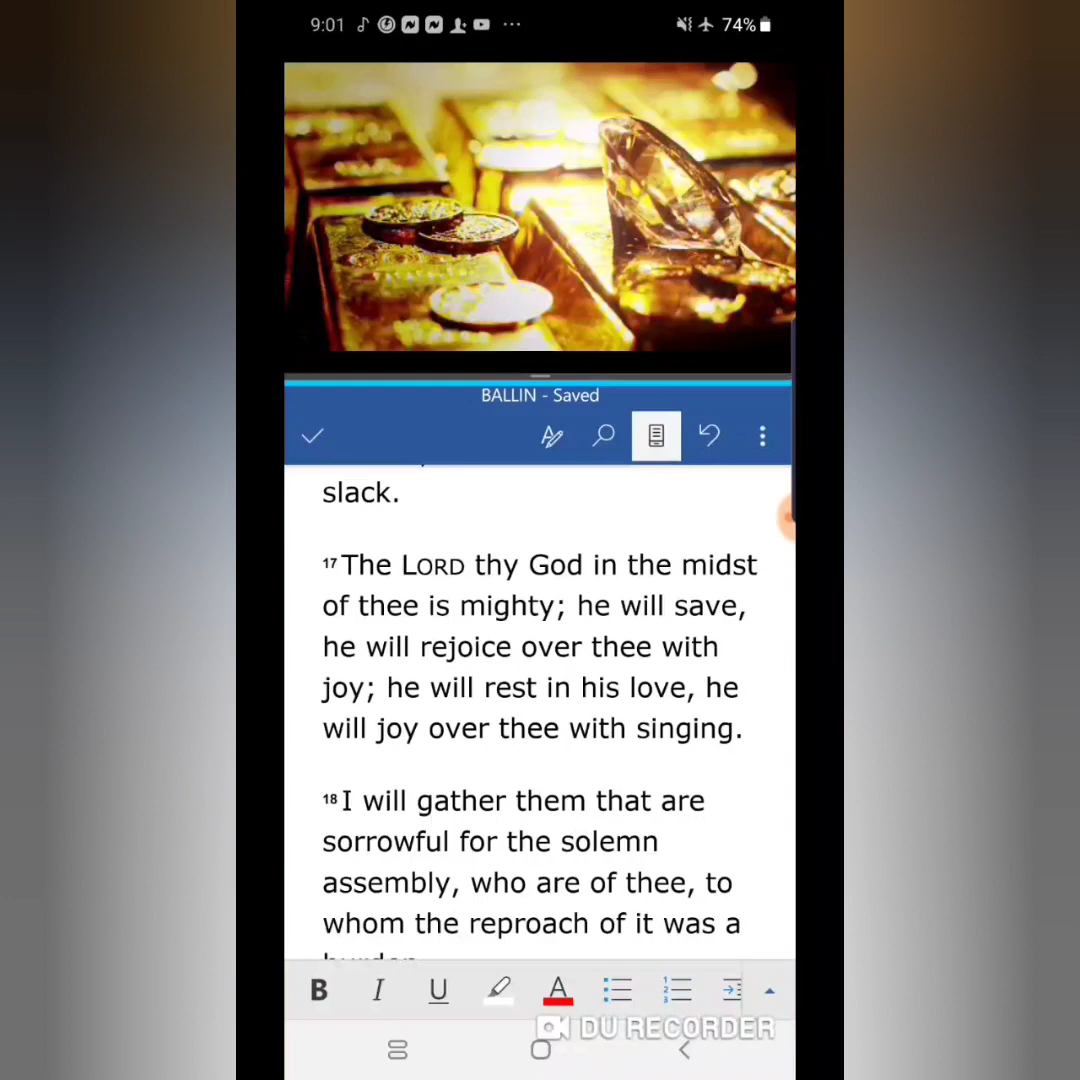 9:01 74%
BALLIN - Saved
slack.
17 The LORD thy God in the midst
of thee is mighty; he will save,
he will rejoice over thee with
joy; he will rest in his love, he
will joy over thee with singing.
18 I will gather them that are
sorrowful for the solemn
assembly, who are of thee, to
whom the reproach of it was a
B I U A
DU RECORDER